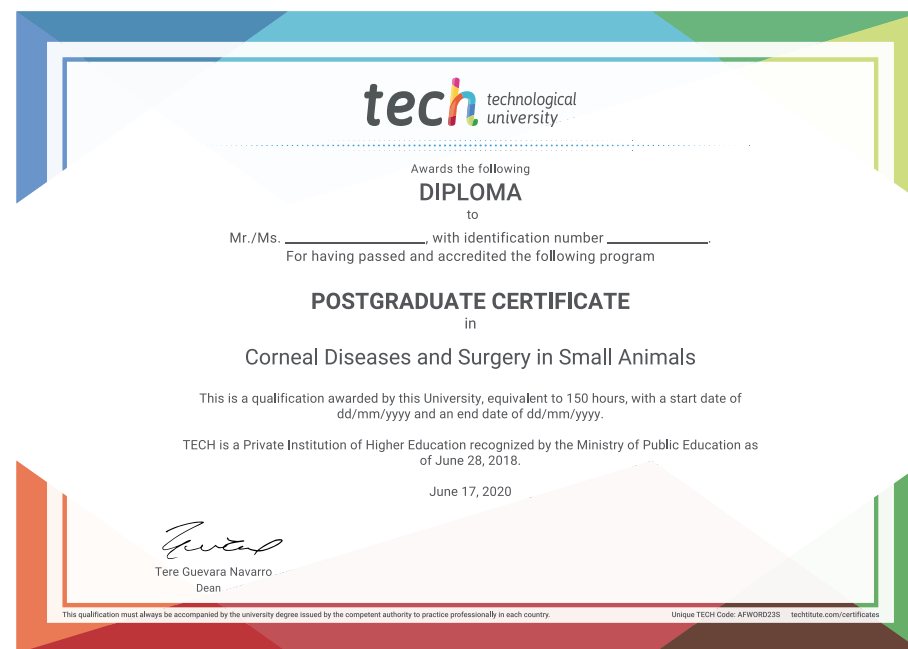 tech technological
university
Awards the following
DIPLOMA
to
Mr./Ms. ____________, with identification number ____________.
For having passed and accredited the following program
POSTGRADUATE CERTIFICATE
in
Corneal Diseases and Surgery in Small Animals
This is a qualification awarded by this University, equivalent to 150 hours, with a start date of
dd/mm/yyyy and an end date of dd/mm/yyyy.
TECH is a Private Institution of Higher Education recognized by the Ministry of Public Education as
of June 28, 2018.
June 17, 2020
Tere Guevara Navarro
Dean
This qualification must always be accompanied by the university degree issued by the competent authority to practice professionally in each country. Unique TECH Code: AFWORD23S techtitute.com/certificates